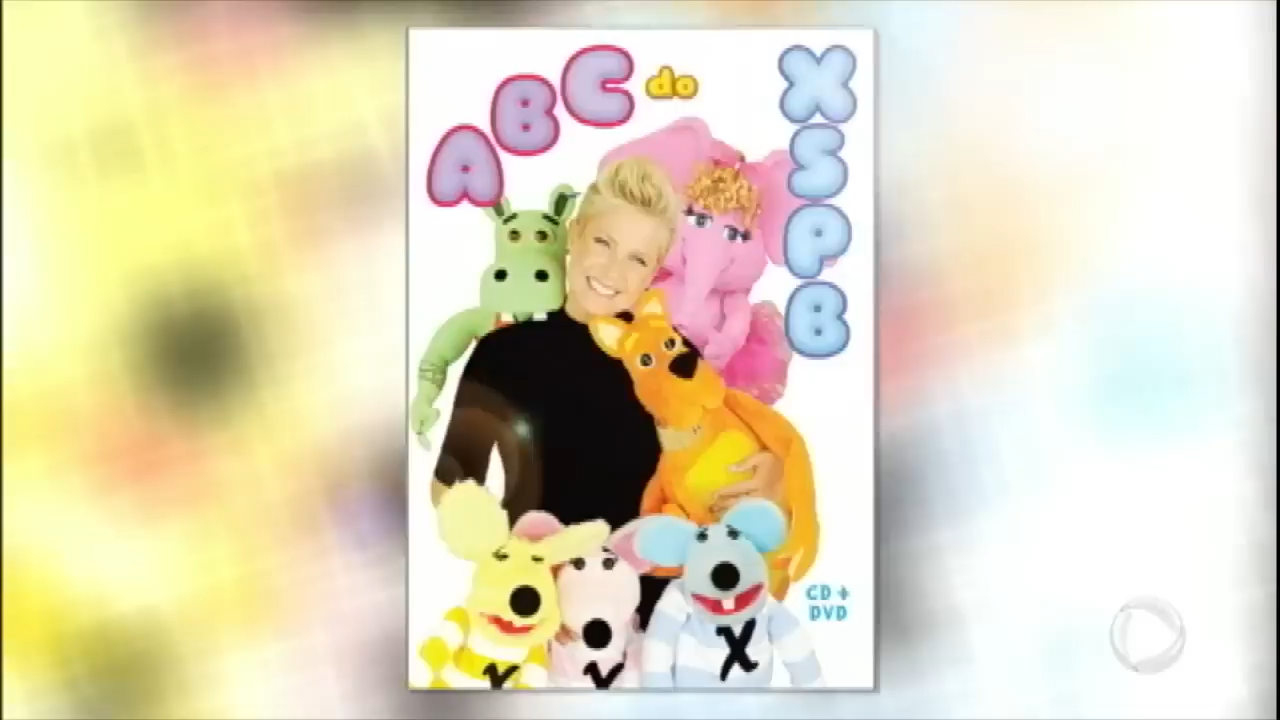 ABC do
XSPB
X
X
X
CD +
DVD